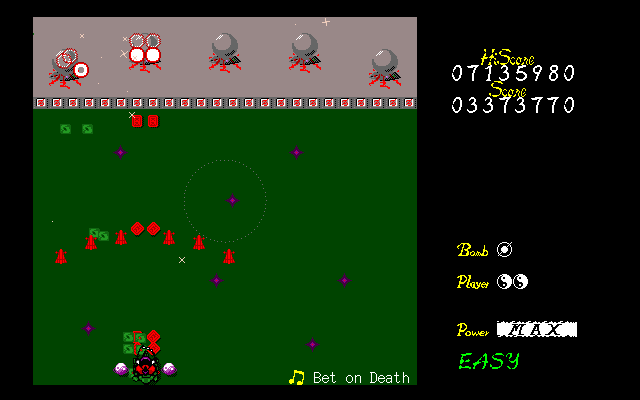 HiScore
07135980
Score
03373770
Bomb
Player
Power MAX
EASY
♫ Bet on Death